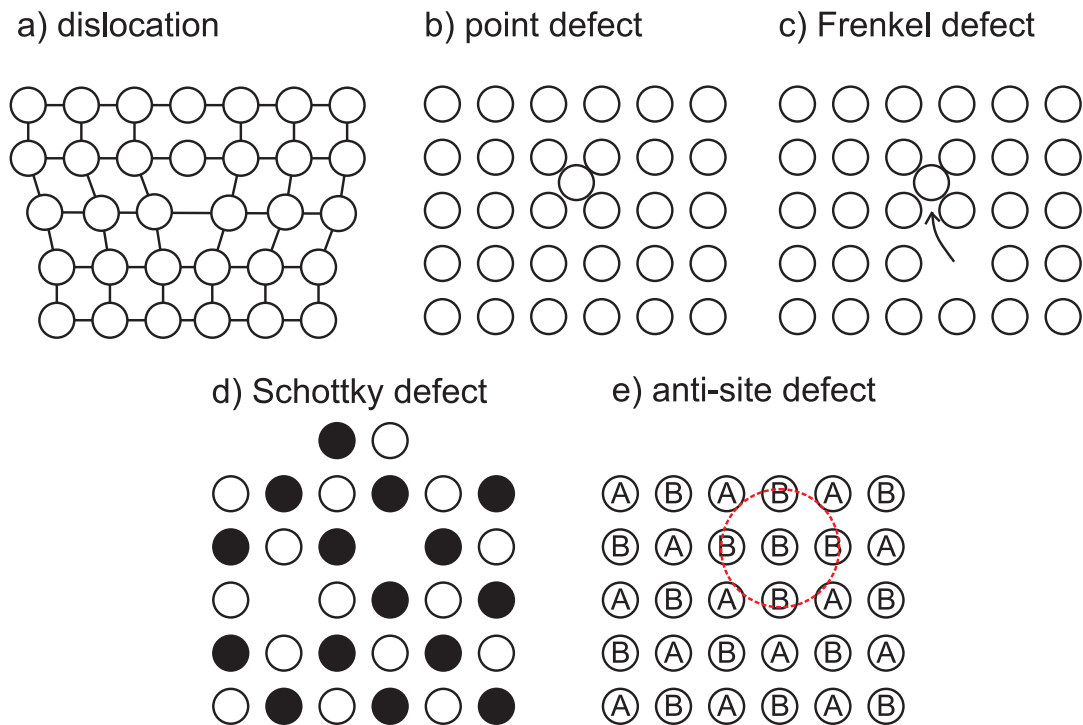 a) dislocation
b) point defect
c) Frenkel defect
d) Schottky defect
e) anti-site defect
A B A B A B
B A B B B A
A B A B A B
B A B A B A
A B A B A B